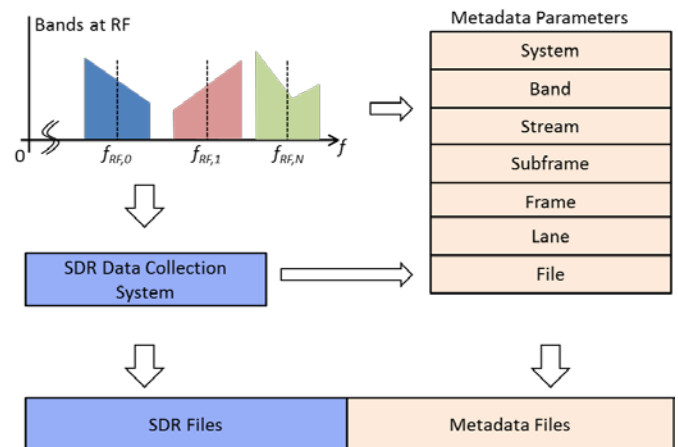 Bands at RF
0
f_RF,0
f_RF,1
f_RF,N
f
Metadata Parameters
System
Band
Stream
Subframe
Frame
Lane
File
SDR Data Collection
System
SDR Files
Metadata Files